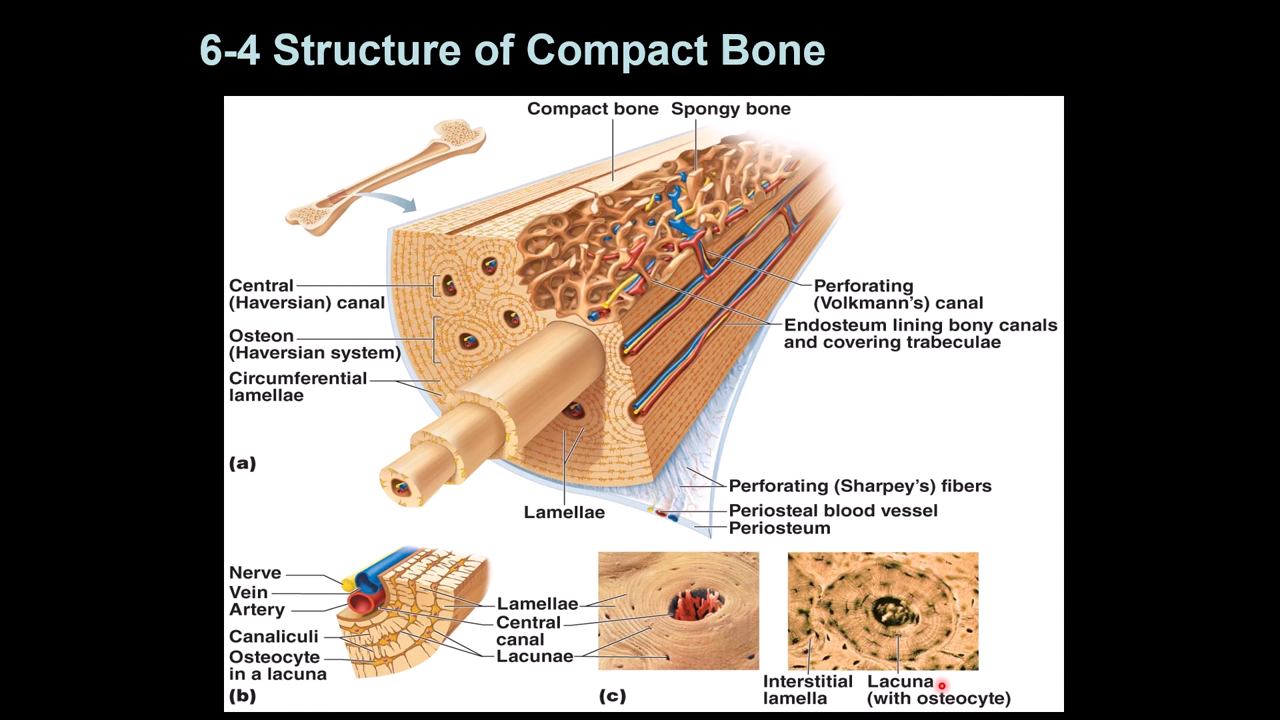 6-4 Structure of Compact Bone
Compact bone
Spongy bone
Central
(Haversian) canal
Osteon
(Haversian system)
Circumferential
lamellae
Perforating
(Volkmann's) canal
Endosteum lining bony canals
and covering trabeculae
(a)
Lamellae
Perforating (Sharpey's) fibers
Periosteal blood vessel
Periosteum
Nerve
Vein
Artery
Canaliculi
Osteocyte
in a lacuna
(b)
Lamellae
Central
canal
Lacunae
(c)
Interstitial
lamella
Lacuna
(with osteocyte)